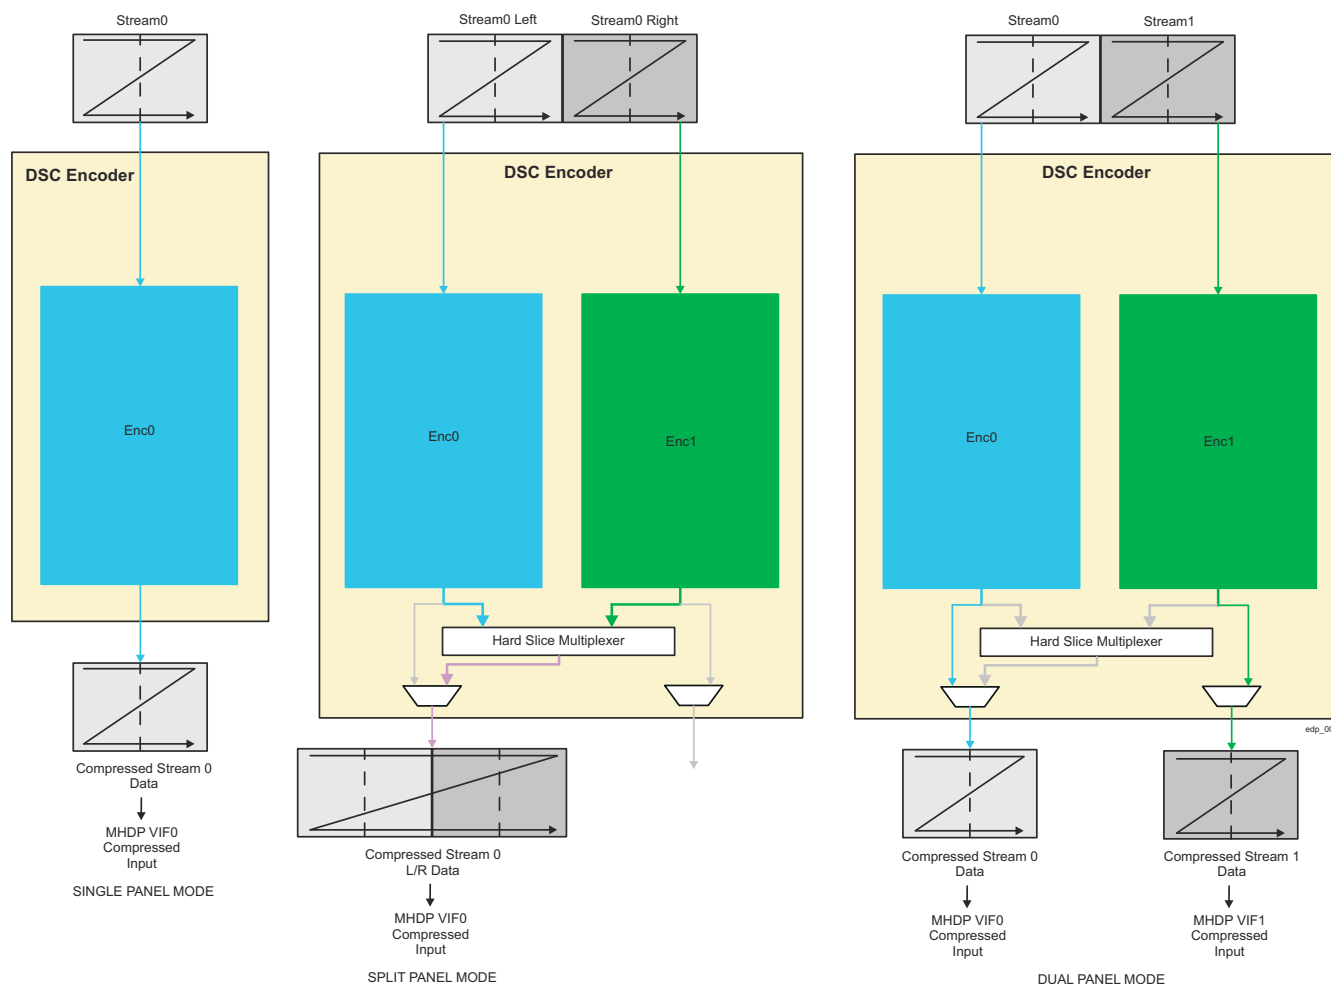 Stream0
DSC Encoder
Enc0
Compressed Stream 0
Data
MHDP VIF0
Compressed
Input
SINGLE PANEL MODE
Stream0 Left
Stream0 Right
DSC Encoder
Enc0
Enc1
Hard Slice Multiplexer
Compressed Stream 0
L/R Data
MHDP VIF0
Compressed
Input
SPLIT PANEL MODE
Stream0
Stream1
DSC Encoder
Enc0
Enc1
Hard Slice Multiplexer
edp_00
Compressed Stream 0
Data
MHDP VIF0
Compressed
Input
Compressed Stream 1
Data
MHDP VIF1
Compressed
Input
DUAL PANEL MODE